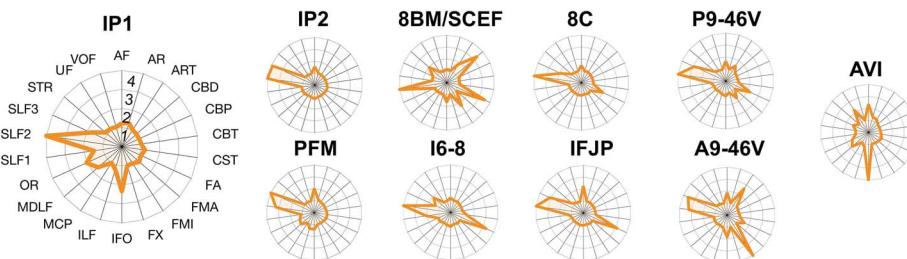 IP1
IP2
8BM/SCEF
8C
P9-46V
AVI
VOF
AF
AR
UF
ART
STR
CBD
SLF3
CBP
SLF2
CBT
SLF1
CST
OR
FA
MDLF
FMA
MCP
FMI
ILF
IFO
FX
4
3
2
1
PFM
I6-8
IFJP
A9-46V